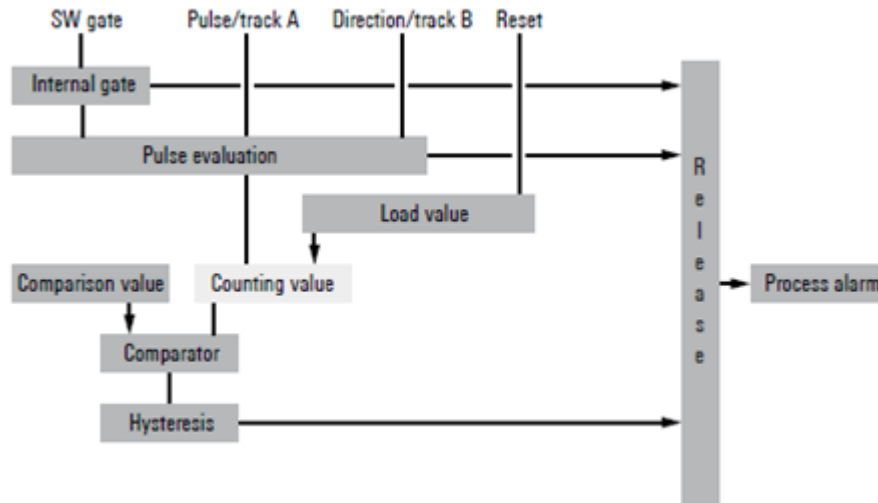 SW gate Pulse/track A Direction/track B Reset
Internal gate
Pulse evaluation
Load value
Comparison value Counting value
Comparator
Hysteresis
Release
Process alarm